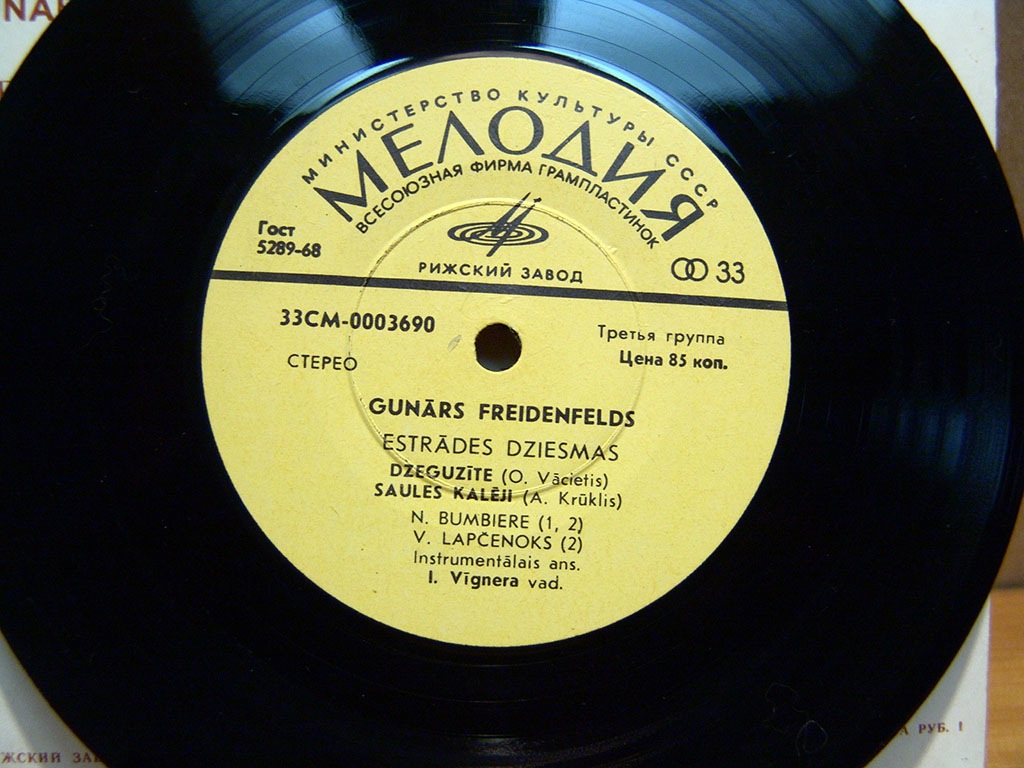 МИНИСТЕРСТВО КУЛЬТУРЫ СССР
МЕЛОДИЯ
ВСЕСОЮЗНАЯ ФИРМА ГРАМПЛАСТИНОК
Гост
5289-68
РИЖСКИЙ ЗАВОД
33
33СМ-0003690
СТЕРЕО
Третья группа
Цена 85 коп.
GUNĀRS FREIDENFELDS
ESTRĀDES DZIESMAS
DZEGUZĪTE (O. Vācietis)
SAULES KALĒJI (A. Krūklis)
N. BUMBIERE (1, 2)
V. LAPČENOKS (2)
Instrumentālais ans.
I. Vīgnera vad.
РУБ. 1